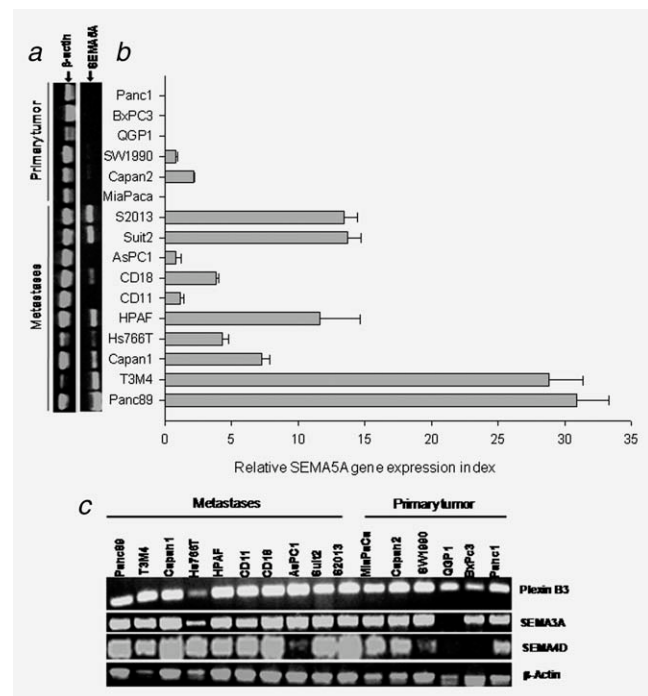 a
b
β-actin
SEMA5A
Primary tumor
Metastases
Panc1
BxPC3
QGP1
SW1990
Capan2
MiaPaca
S2013
Suit2
AsPC1
CD18
CD11
HPAF
Hs766T
Capan1
T3M4
Panc89
0 5 10 15 20 25 30 35
Relative SEMA5A gene expression index
c
Metastases Primary tumor
Panc89 T3M4 Capan1 Hs766T HPAF CD11 CD18 AsPC1 Suit2 S2013 MiaPaCa Capan2 SW1990 QGP1 BxPc3 Panc1
Plexin B3
SEMA3A
SEMA4D
β-Actin